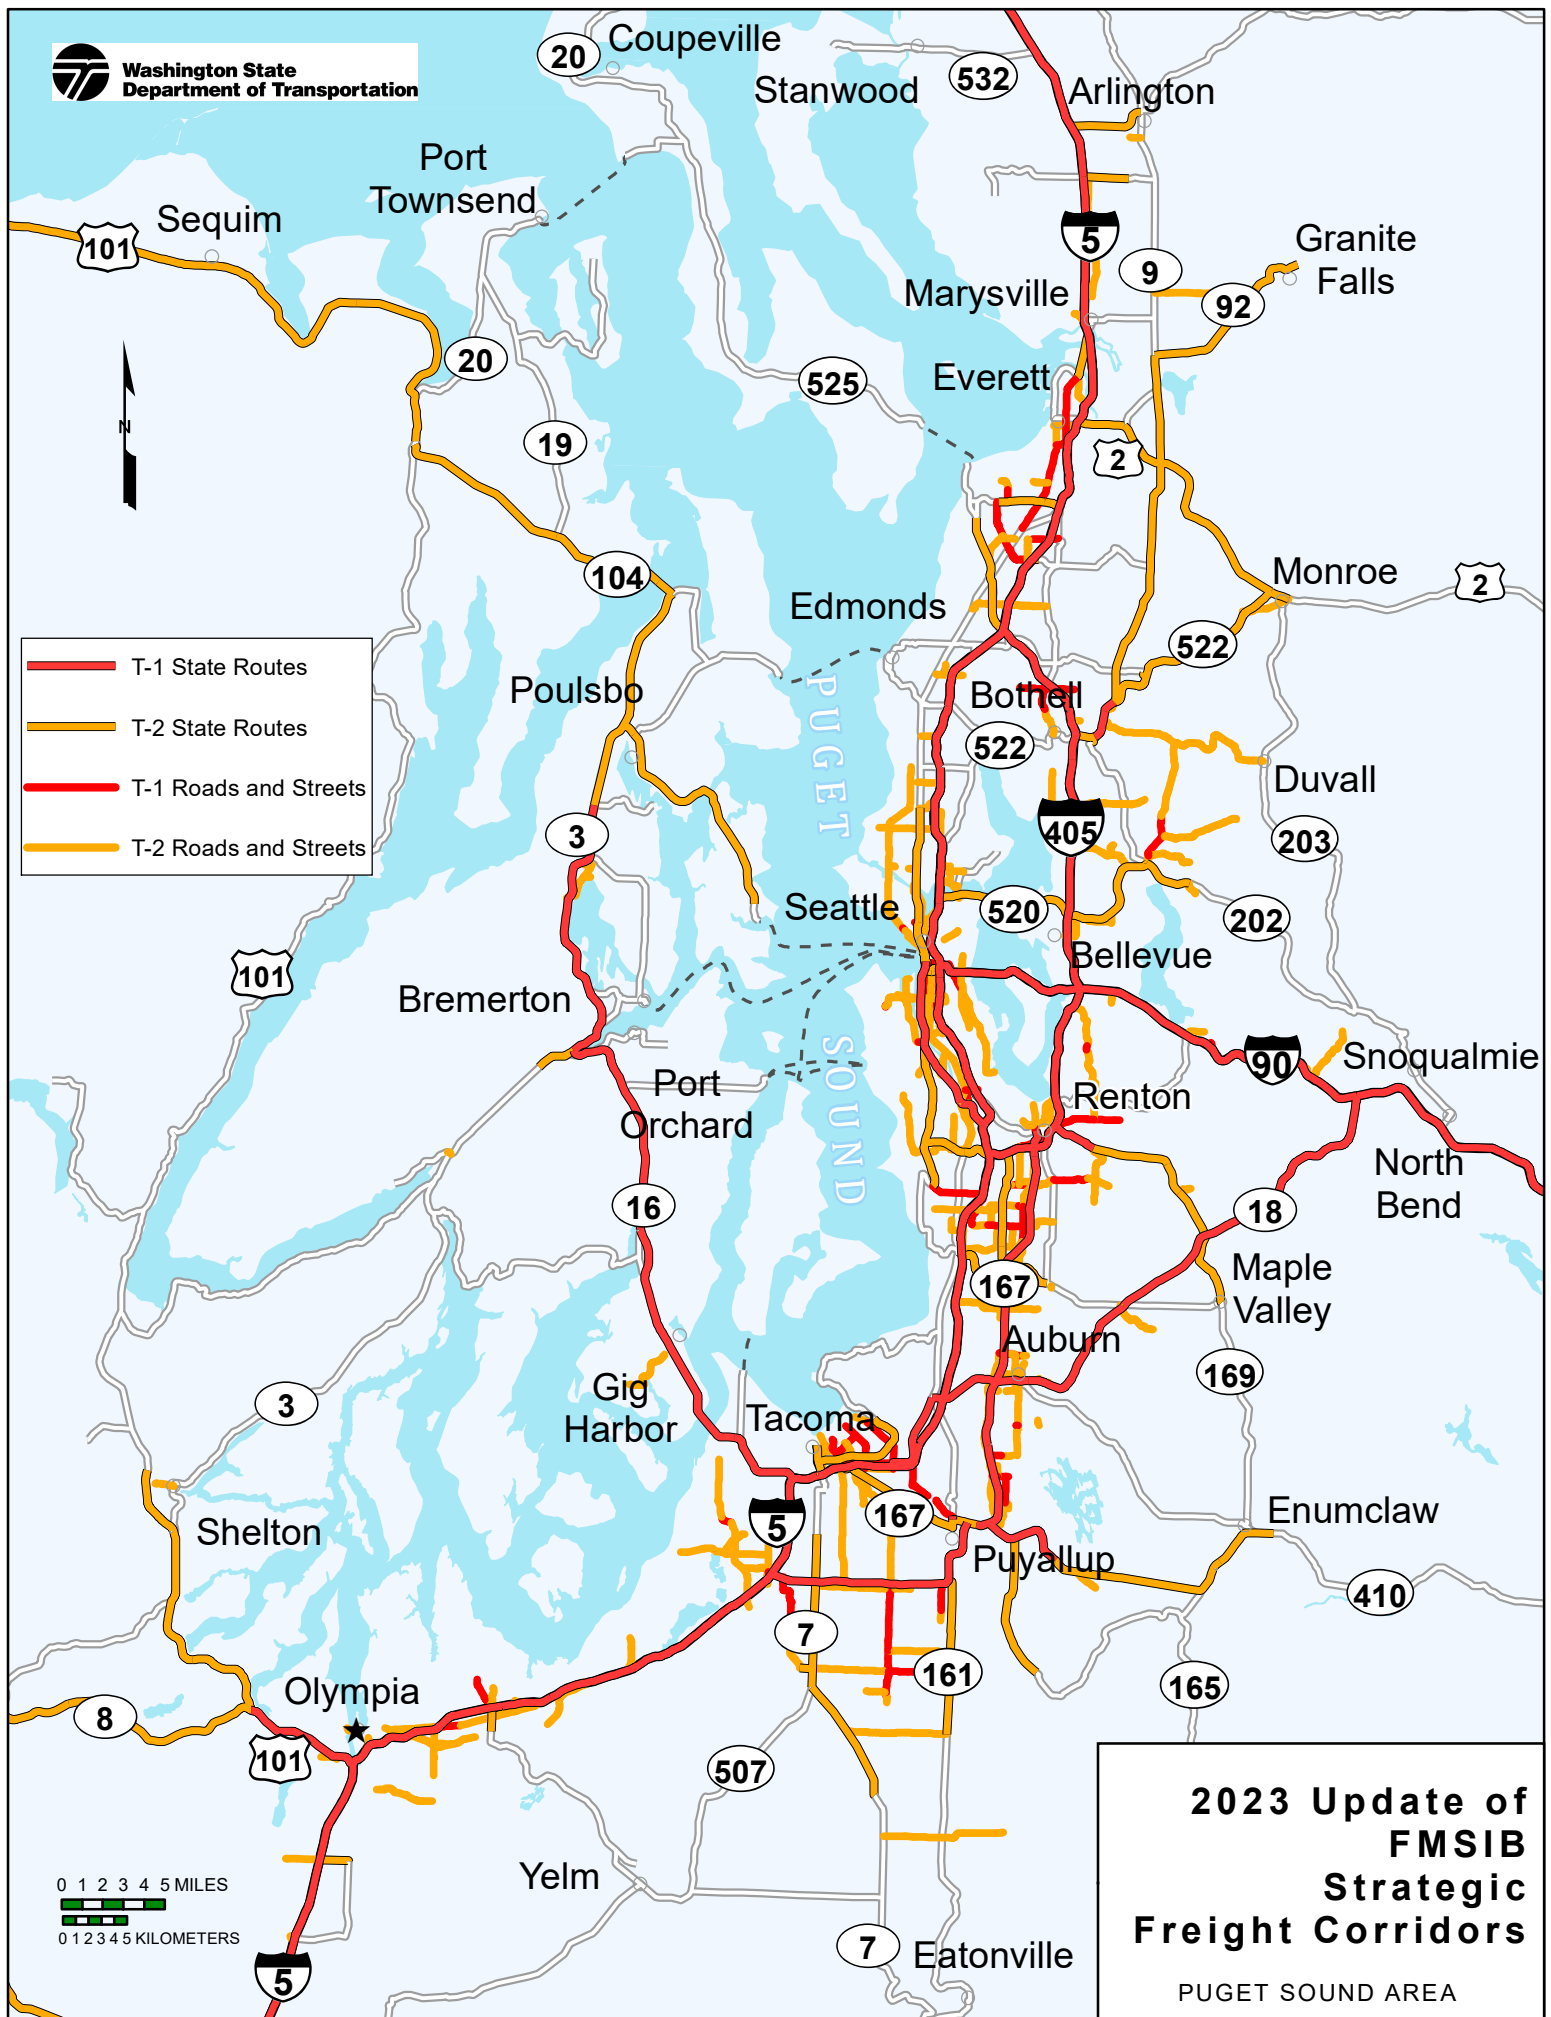 Washington State
Department of Transportation
20
Coupeville
Stanwood
532
Arlington
Port
Townsend
101
Sequim
5
9
Granite
Falls
Marysville
92
20
525
Everett
N
19
2
104
Edmonds
Monroe
2
522
T-1 State Routes
T-2 State Routes
T-1 Roads and Streets
T-2 Roads and Streets
Poulsbo
PUGET
Bothell
522
Duvall
3
405
203
Seattle
520
202
101
Bellevue
Bremerton
SOUND
90
Snoqualmie
Port
Orchard
Renton
North
Bend
16
18
167
Maple
Valley
Auburn
169
3
Gig
Harbor
Tacoma
5
167
Enumclaw
Shelton
Puyallup
410
7
161
165
Olympia
8
101
507
2023 Update of
FMSIB
Strategic
Freight Corridors
PUGET SOUND AREA
Yelm
0 1 2 3 4 5 MILES
0 1 2 3 4 5 KILOMETERS
7
Eatonville
5